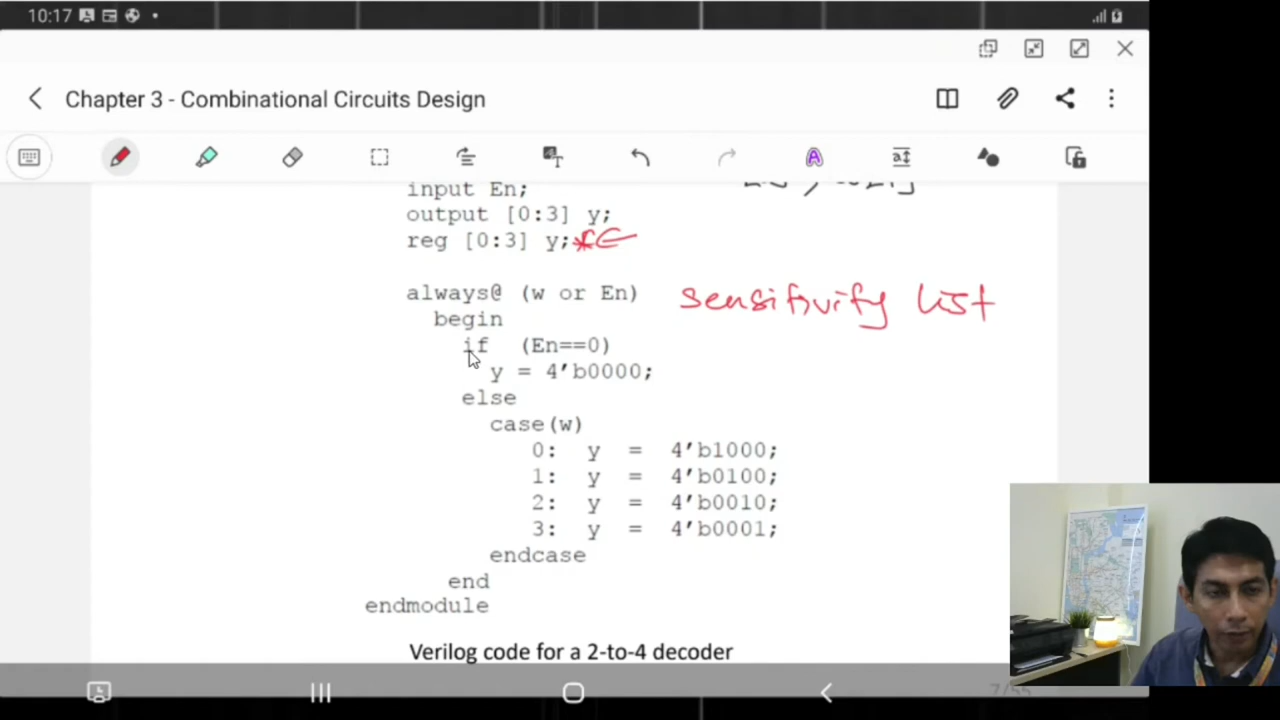 10:17
Chapter 3 - Combinational Circuits Design
input En;
output [0:3] y;
reg [0:3] y;
always@ (w or En) sensitivity list
begin
if (En==0)
y = 4'b0000;
else
case(w)
0: y = 4'b1000;
1: y = 4'b0100;
2: y = 4'b0010;
3: y = 4'b0001;
endcase
end
endmodule
Verilog code for a 2-to-4 decoder
7/55